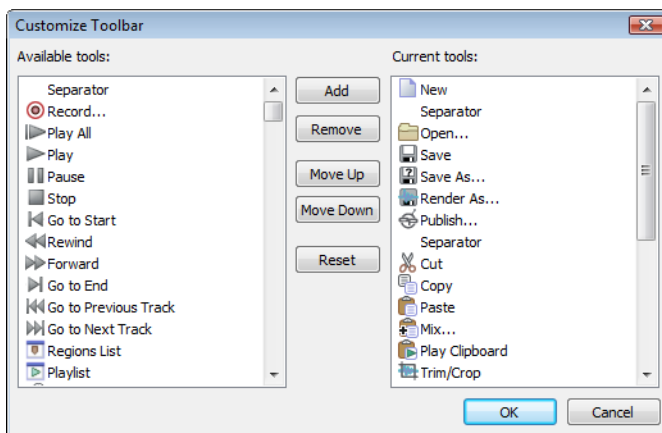 Customize Toolbar
Available tools:
Separator
Record...
Play All
Play
Pause
Stop
Go to Start
Rewind
Forward
Go to End
Go to Previous Track
Go to Next Track
Regions List
Playlist
Add
Remove
Move Up
Move Down
Reset
Current tools:
New
Separator
Open...
Save
Save As...
Render As...
Publish...
Separator
Cut
Copy
Paste
Mix...
Play Clipboard
Trim/Crop
OK
Cancel